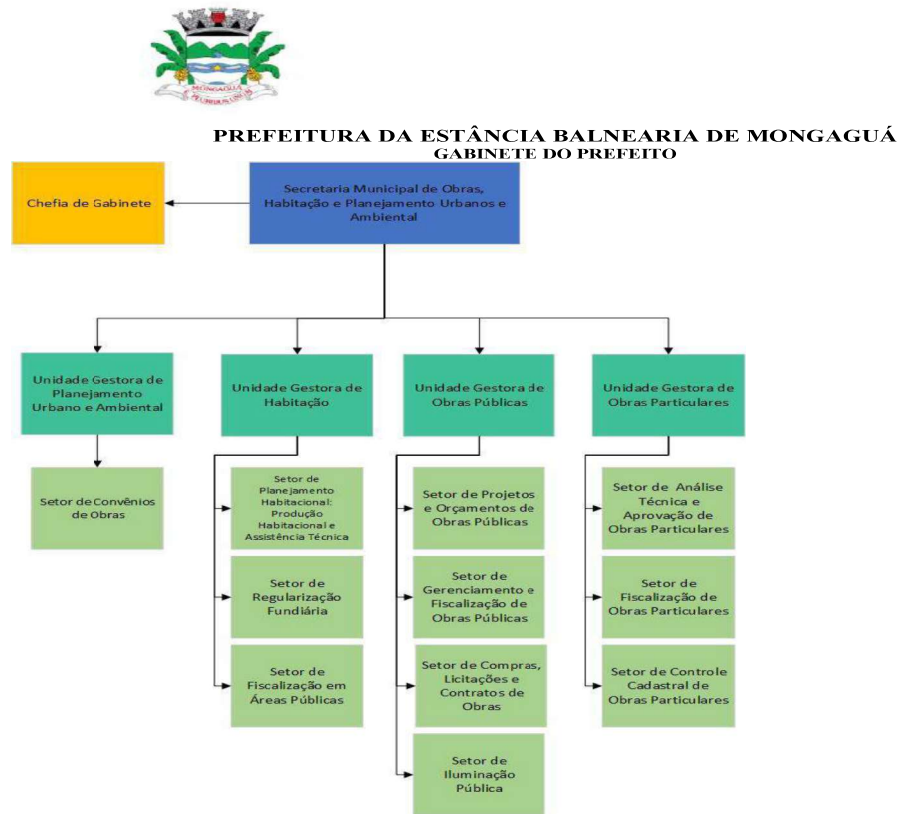 MONGAGUÁ
PREFEITURA DA ESTÂNCIA BALNEARIA DE MONGAGUÁ
GABINETE DO PREFEITO
Chefia de Gabinete
Secretaria Municipal de Obras,
Habitação e Planejamento Urbanos e
Ambiental
Unidade Gestora de
Planejamento
Urbano e Ambiental
Unidade Gestora de
Habitação
Unidade Gestora de
Obras Públicas
Unidade Gestora de
Obras Particulares
Setor de Convênios
de Obras
Setor de
Planejamento
Habitacional:
Produção
Habitacional e
Assistência Técnica
Setor de Projetos
e Orçamentos de
Obras Públicas
Setor de Análise
Técnica e
Aprovação de
Obras Particulares
Setor de
Regularização
Fundiária
Setor de
Gerenciamento e
Fiscalização de
Obras Públicas
Setor de
Fiscalização de
Obras Particulares
Setor de
Fiscalização em
Áreas Públicas
Setor de Compras,
Licitações e
Contratos de
Obras
Setor de Controle
Cadastral de
Obras Particulares
Setor de
Iluminação
Pública